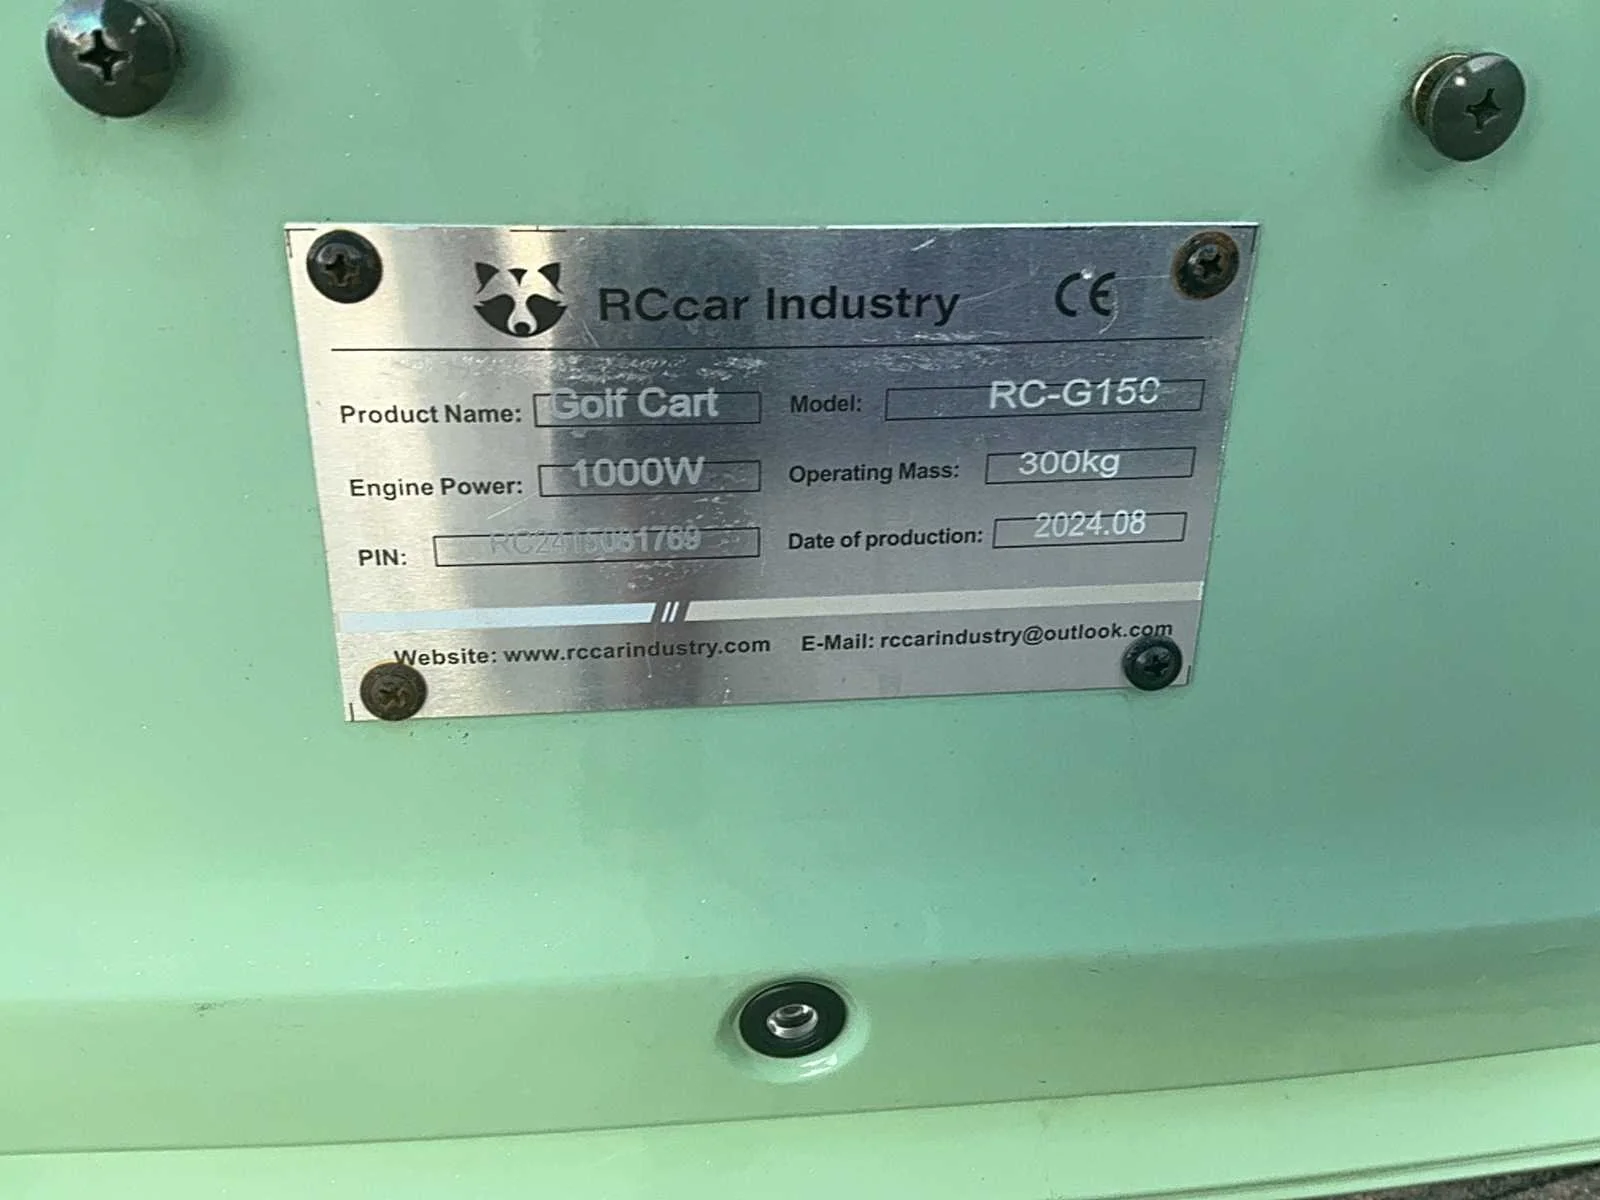 RCcar Industry CE
Product Name: Golf Cart Model: RC-G150
Engine Power: 1000W Operating Mass: 300kg
PIN: Date of production: 2024.08
Website: www.rccarindustry.com E-Mail: rccarindustry@outlook.com